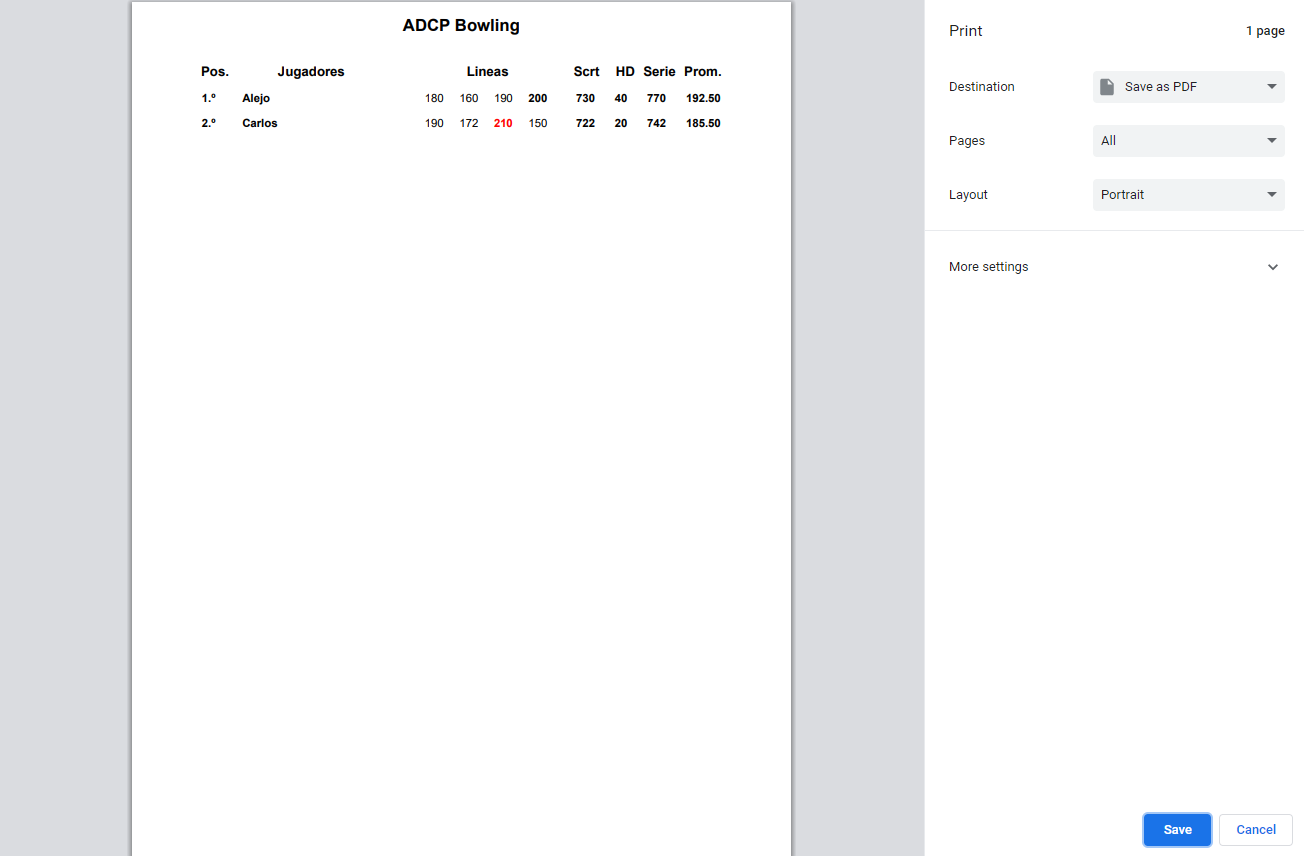 ADCP Bowling
Pos. Jugadores Lineas Scrt HD Serie Prom.
1.º Alejo 180 160 190 200 730 40 770 192.50
2.º Carlos 190 172 210 150 722 20 742 185.50
Print 1 page
Destination Save as PDF
Pages All
Layout Portrait
More settings
Save Cancel